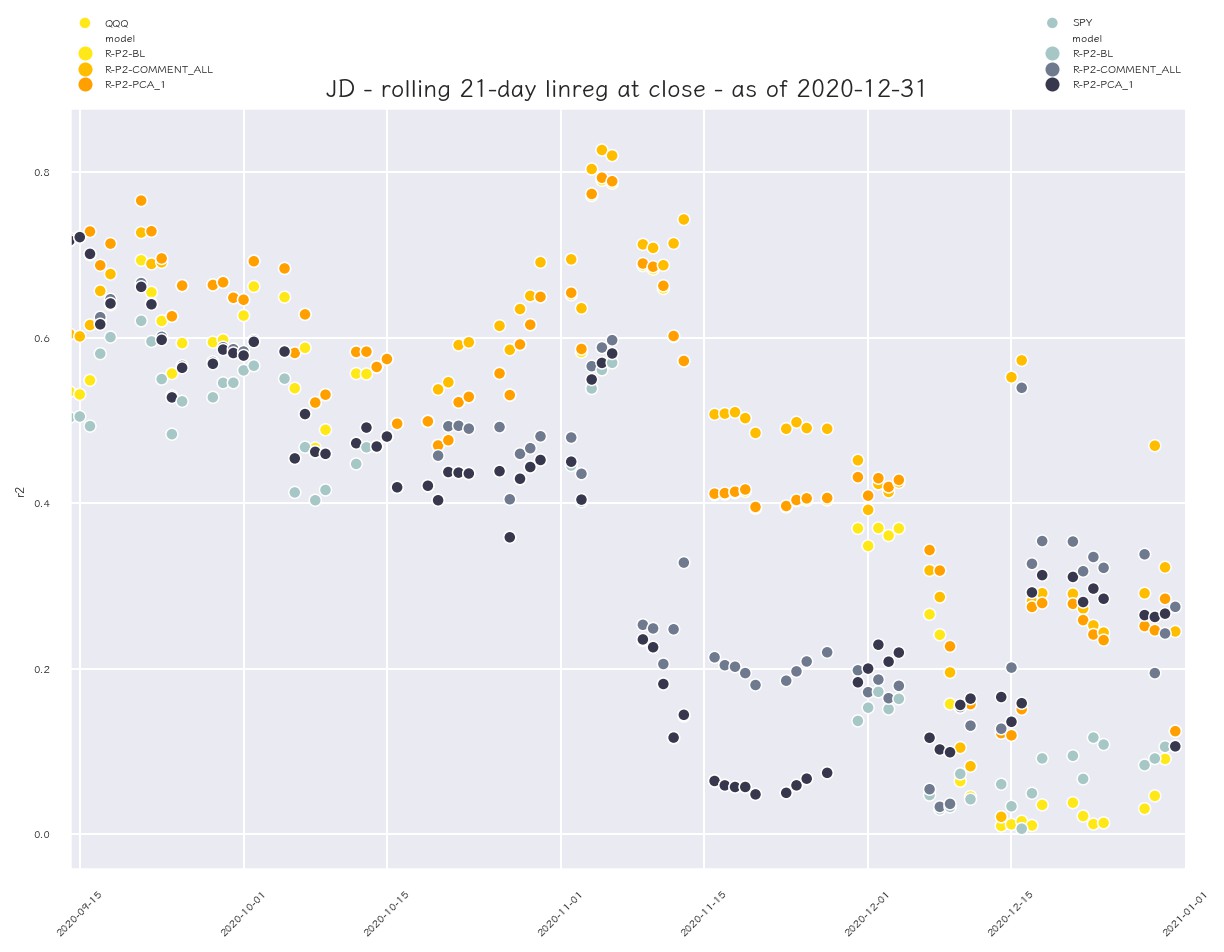 QQQ
model
R-P2-BL
R-P2-COMMENT_ALL
R-P2-PCA_1
SPY
model
R-P2-BL
R-P2-COMMENT_ALL
R-P2-PCA_1
JD - rolling 21-day linreg at close - as of 2020-12-31
0.8
0.6
r2
0.4
0.2
0.0
2020-09-15
2020-10-01
2020-10-15
2020-11-01
2020-11-15
2020-12-01
2020-12-15
2021-01-01